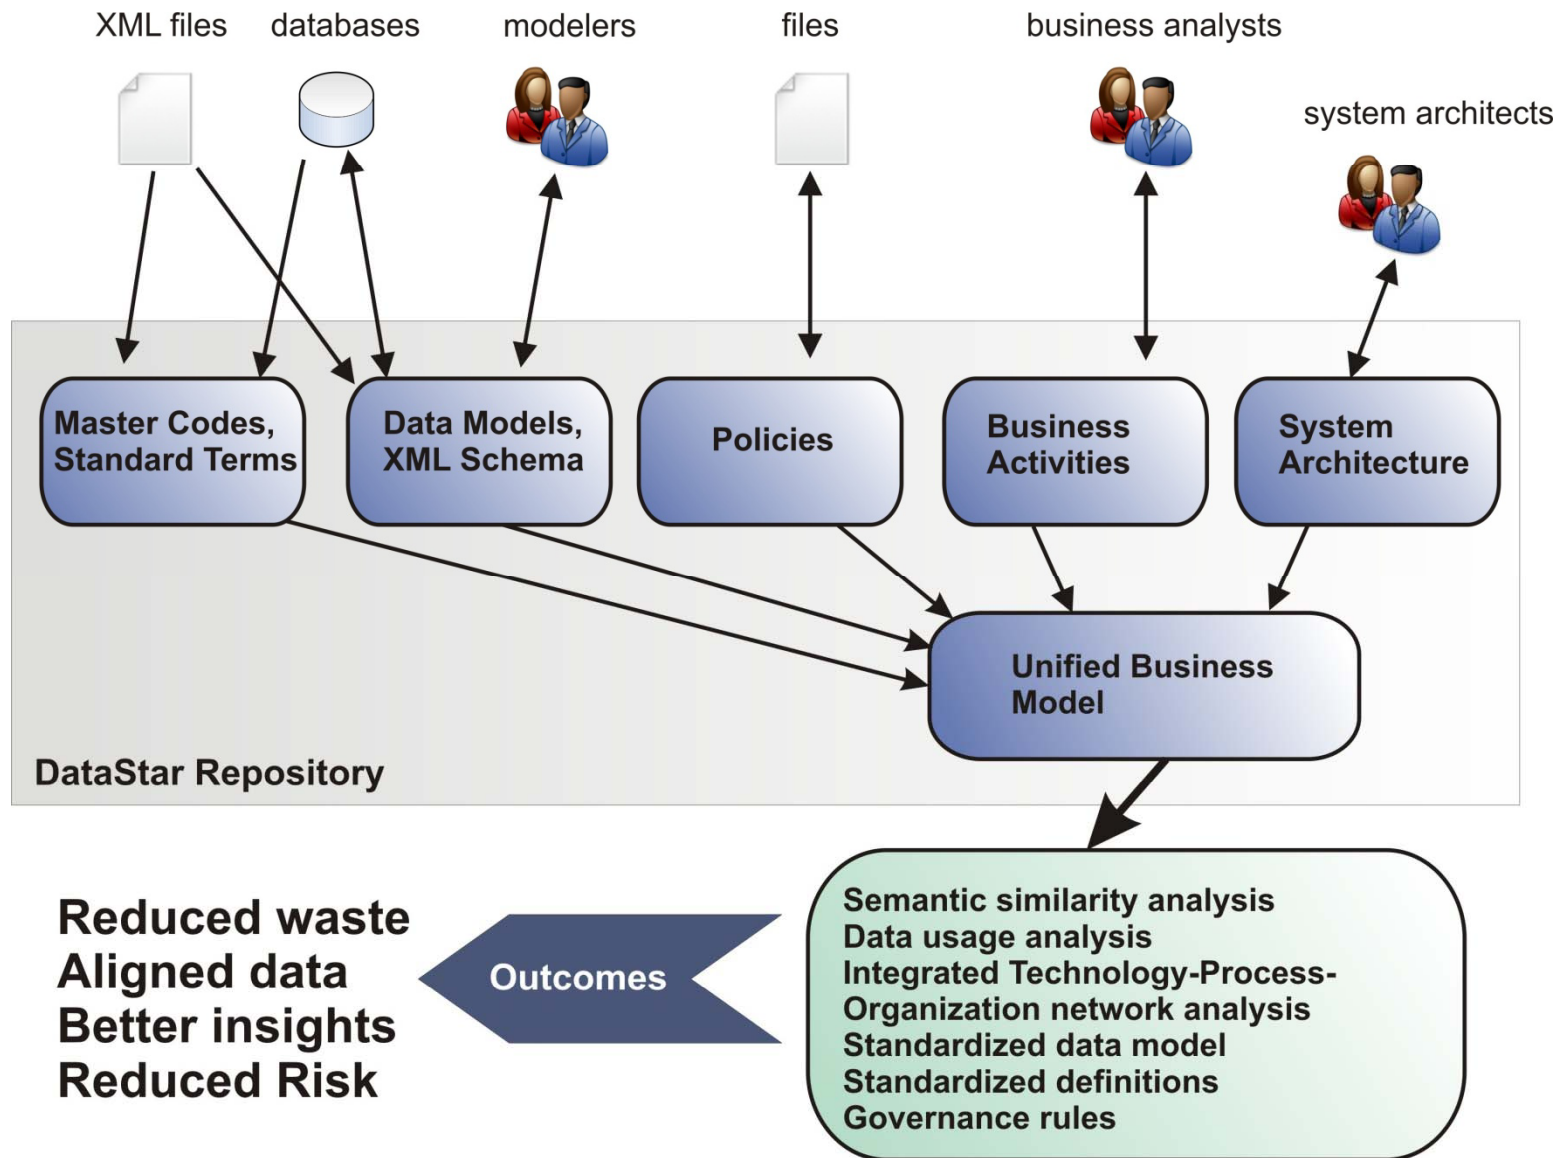 XML files
databases
modelers
files
business analysts
system architects
Master Codes,
Standard Terms
Data Models,
XML Schema
Policies
Business
Activities
System
Architecture
Unified Business
Model
DataStar Repository
Semantic similarity analysis
Data usage analysis
Integrated Technology-Process-
Organization network analysis
Standardized data model
Standardized definitions
Governance rules
Outcomes
Reduced waste
Aligned data
Better insights
Reduced Risk